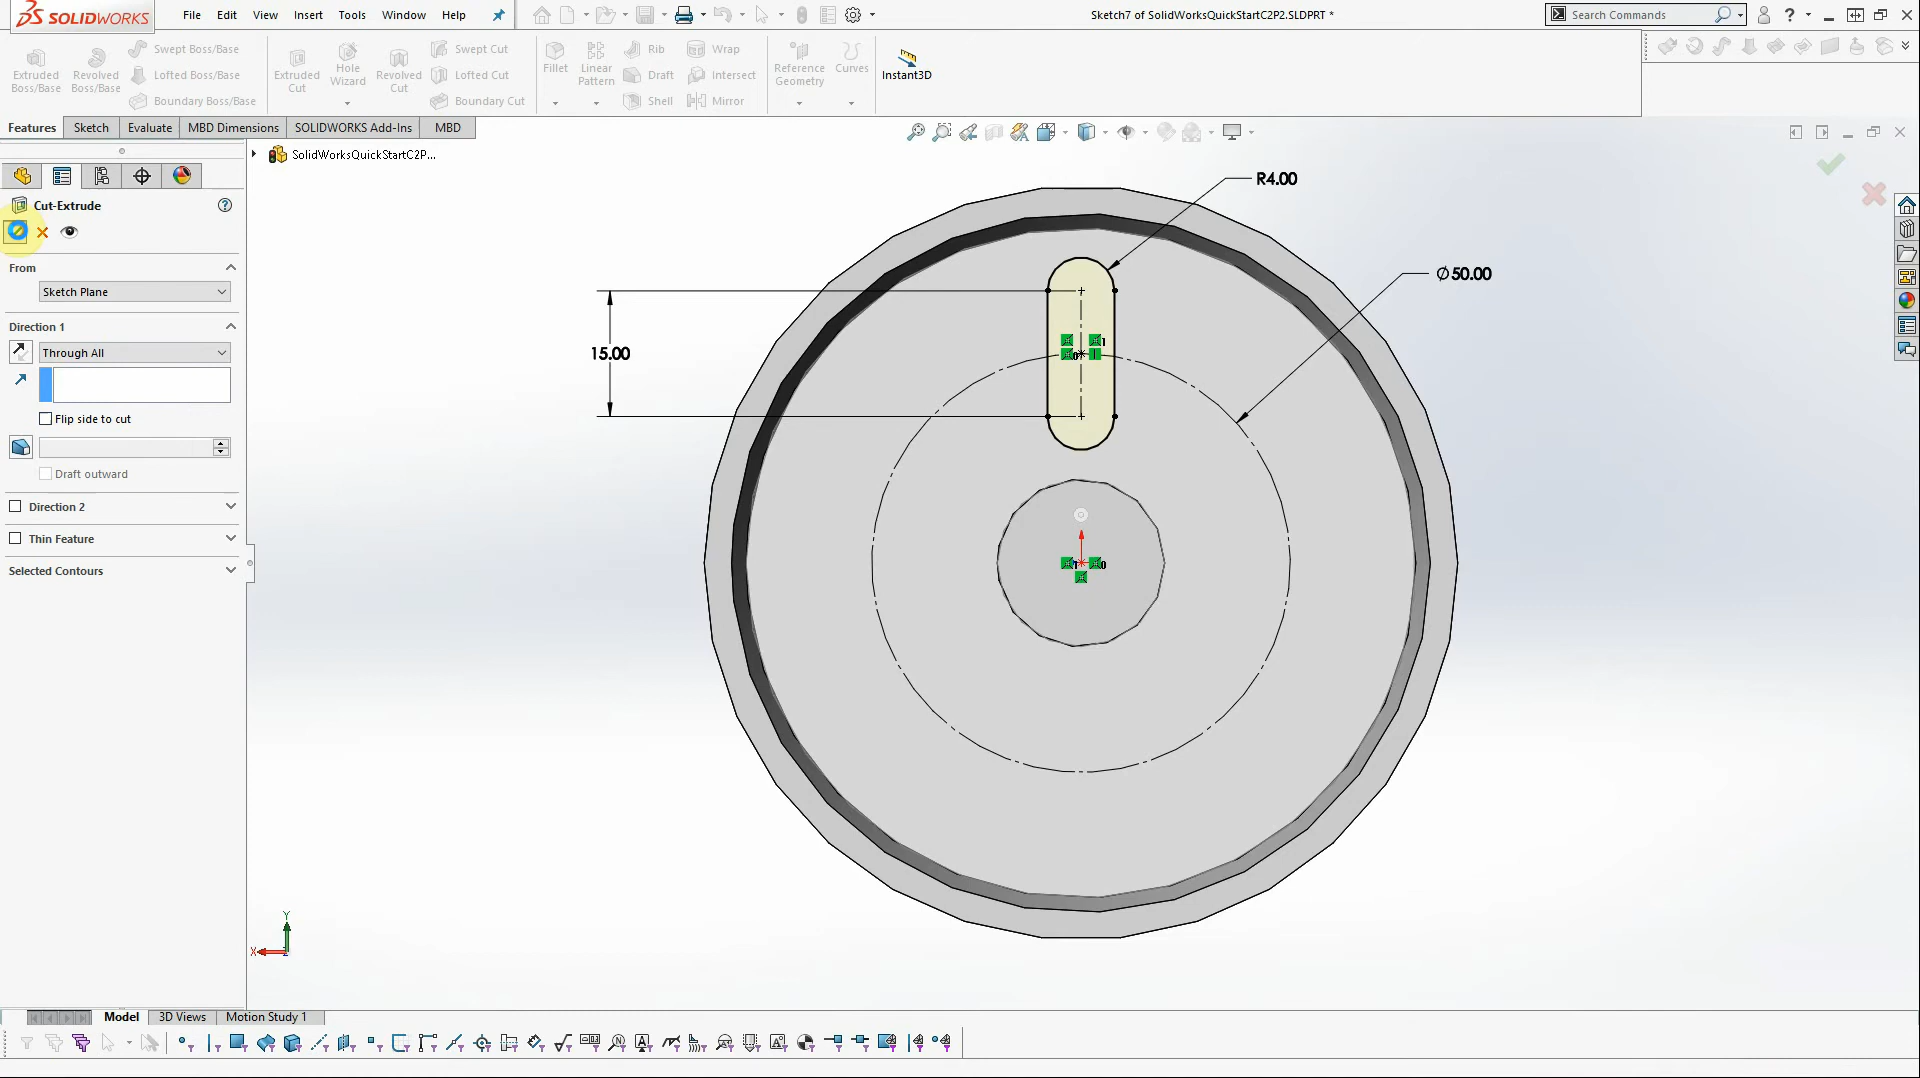 SOLIDWORKS
File Edit View Insert Tools Window Help
Sketch7 of SolidWorksQuickStartC2P2.SLDPRT *
Search Commands
Extruded Boss/Base
Revolved Boss/Base
Swept Boss/Base
Lofted Boss/Base
Boundary Boss/Base
Extruded Cut
Hole Wizard
Revolved Cut
Swept Cut
Lofted Cut
Boundary Cut
Fillet
Linear Pattern
Rib
Draft
Shell
Wrap
Intersect
Mirror
Reference Geometry
Curves
Instant3D
Features Sketch Evaluate MBD Dimensions SOLIDWORKS Add-Ins MBD
SolidWorksQuickStartC2P...
Cut-Extrude
From
Sketch Plane
Direction 1
Through All
Flip side to cut
Draft outward
Direction 2
Thin Feature
Selected Contours
R4.00
Ø50.00
15.00
Y
X
Model 3D Views Motion Study 1